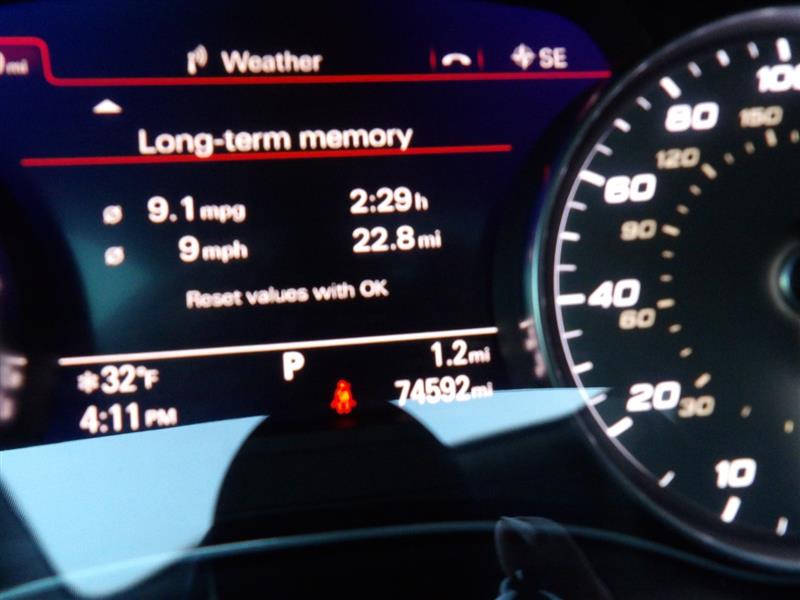 mi Weather SE
Long-term memory
Ø 9.1 mpg 2:29 h
Ø 9 mph 22.8 mi
Reset values with OK
32°F P 1.2 mi
4:11 PM 74592 mi
100
80 150
120
60
90
40
60
20 30
10